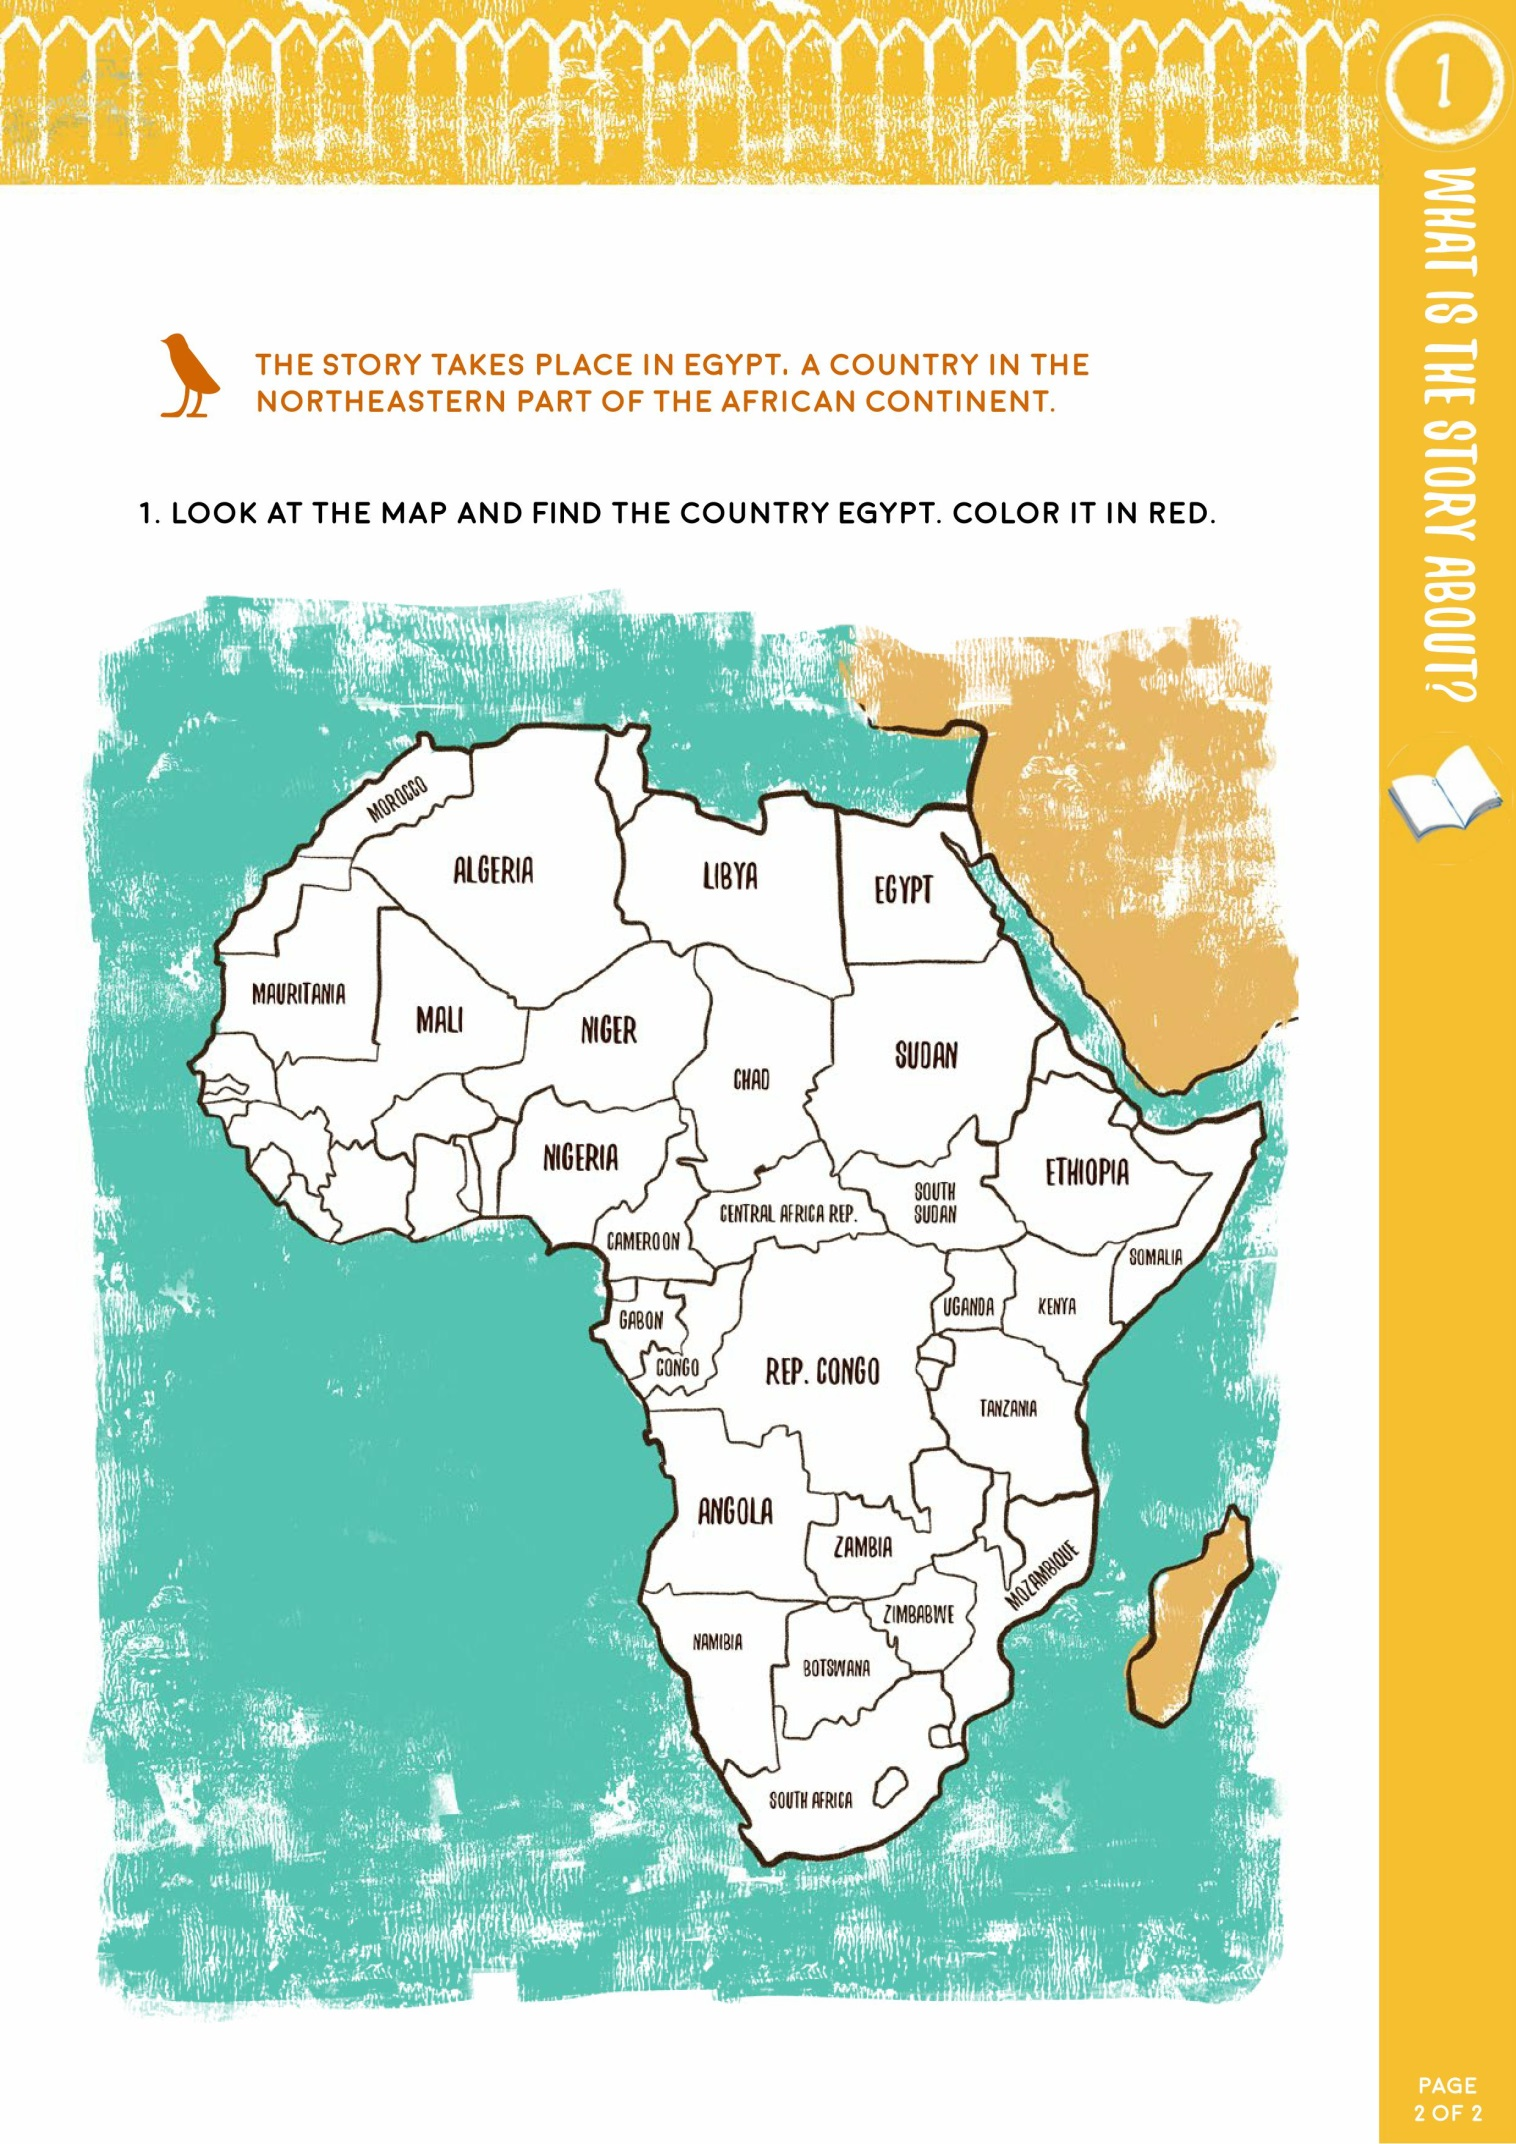 1
WHAT IS THE STORY ABOUT?
THE STORY TAKES PLACE IN EGYPT. A COUNTRY IN THE
NORTHEASTERN PART OF THE AFRICAN CONTINENT.
1. LOOK AT THE MAP AND FIND THE COUNTRY EGYPT. COLOR IT IN RED.
MOROCCO
ALGERIA
LIBYA
EGYPT
MAURITANIA
MALI
NIGER
CHAD
SUDAN
NIGERIA
ETHIOPIA
SOUTH
SUDAN
CENTRAL AFRICA REP.
CAMEROON
SOMALIA
UGANDA
KENYA
GABON
CONGO
REP. CONGO
TANZANIA
ANGOLA
ZAMBIA
MOZAMBIQUE
ZIMBABWE
NAMIBIA
BOTSWANA
SOUTH AFRICA
PAGE
2 OF 2